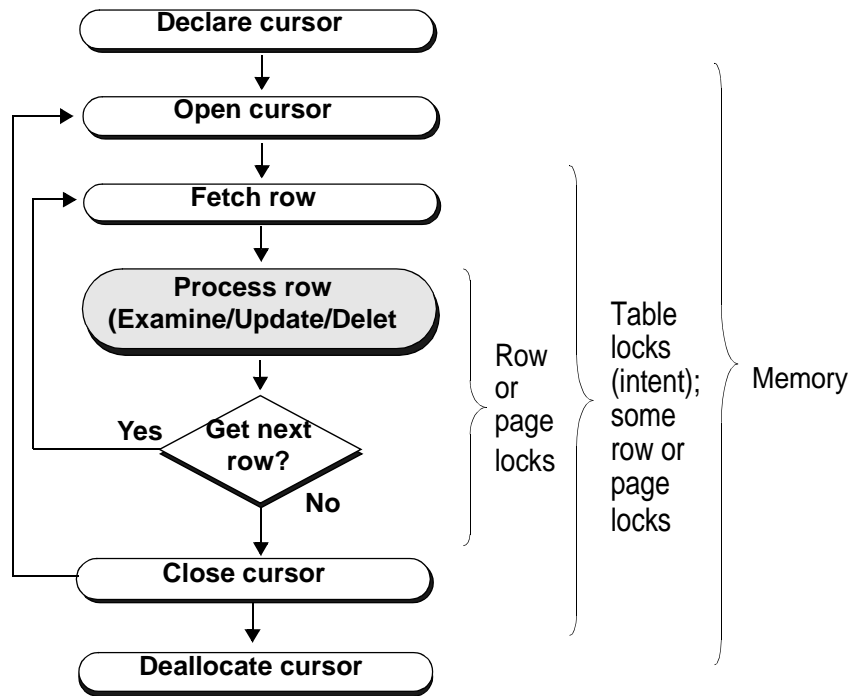 Declare cursor
Open cursor
Fetch row
Process row
(Examine/Update/Delet
Get next
row?
Yes
No
Close cursor
Deallocate cursor
Row
or
page
locks
Table
locks
(intent);
some
row or
page
locks
Memory